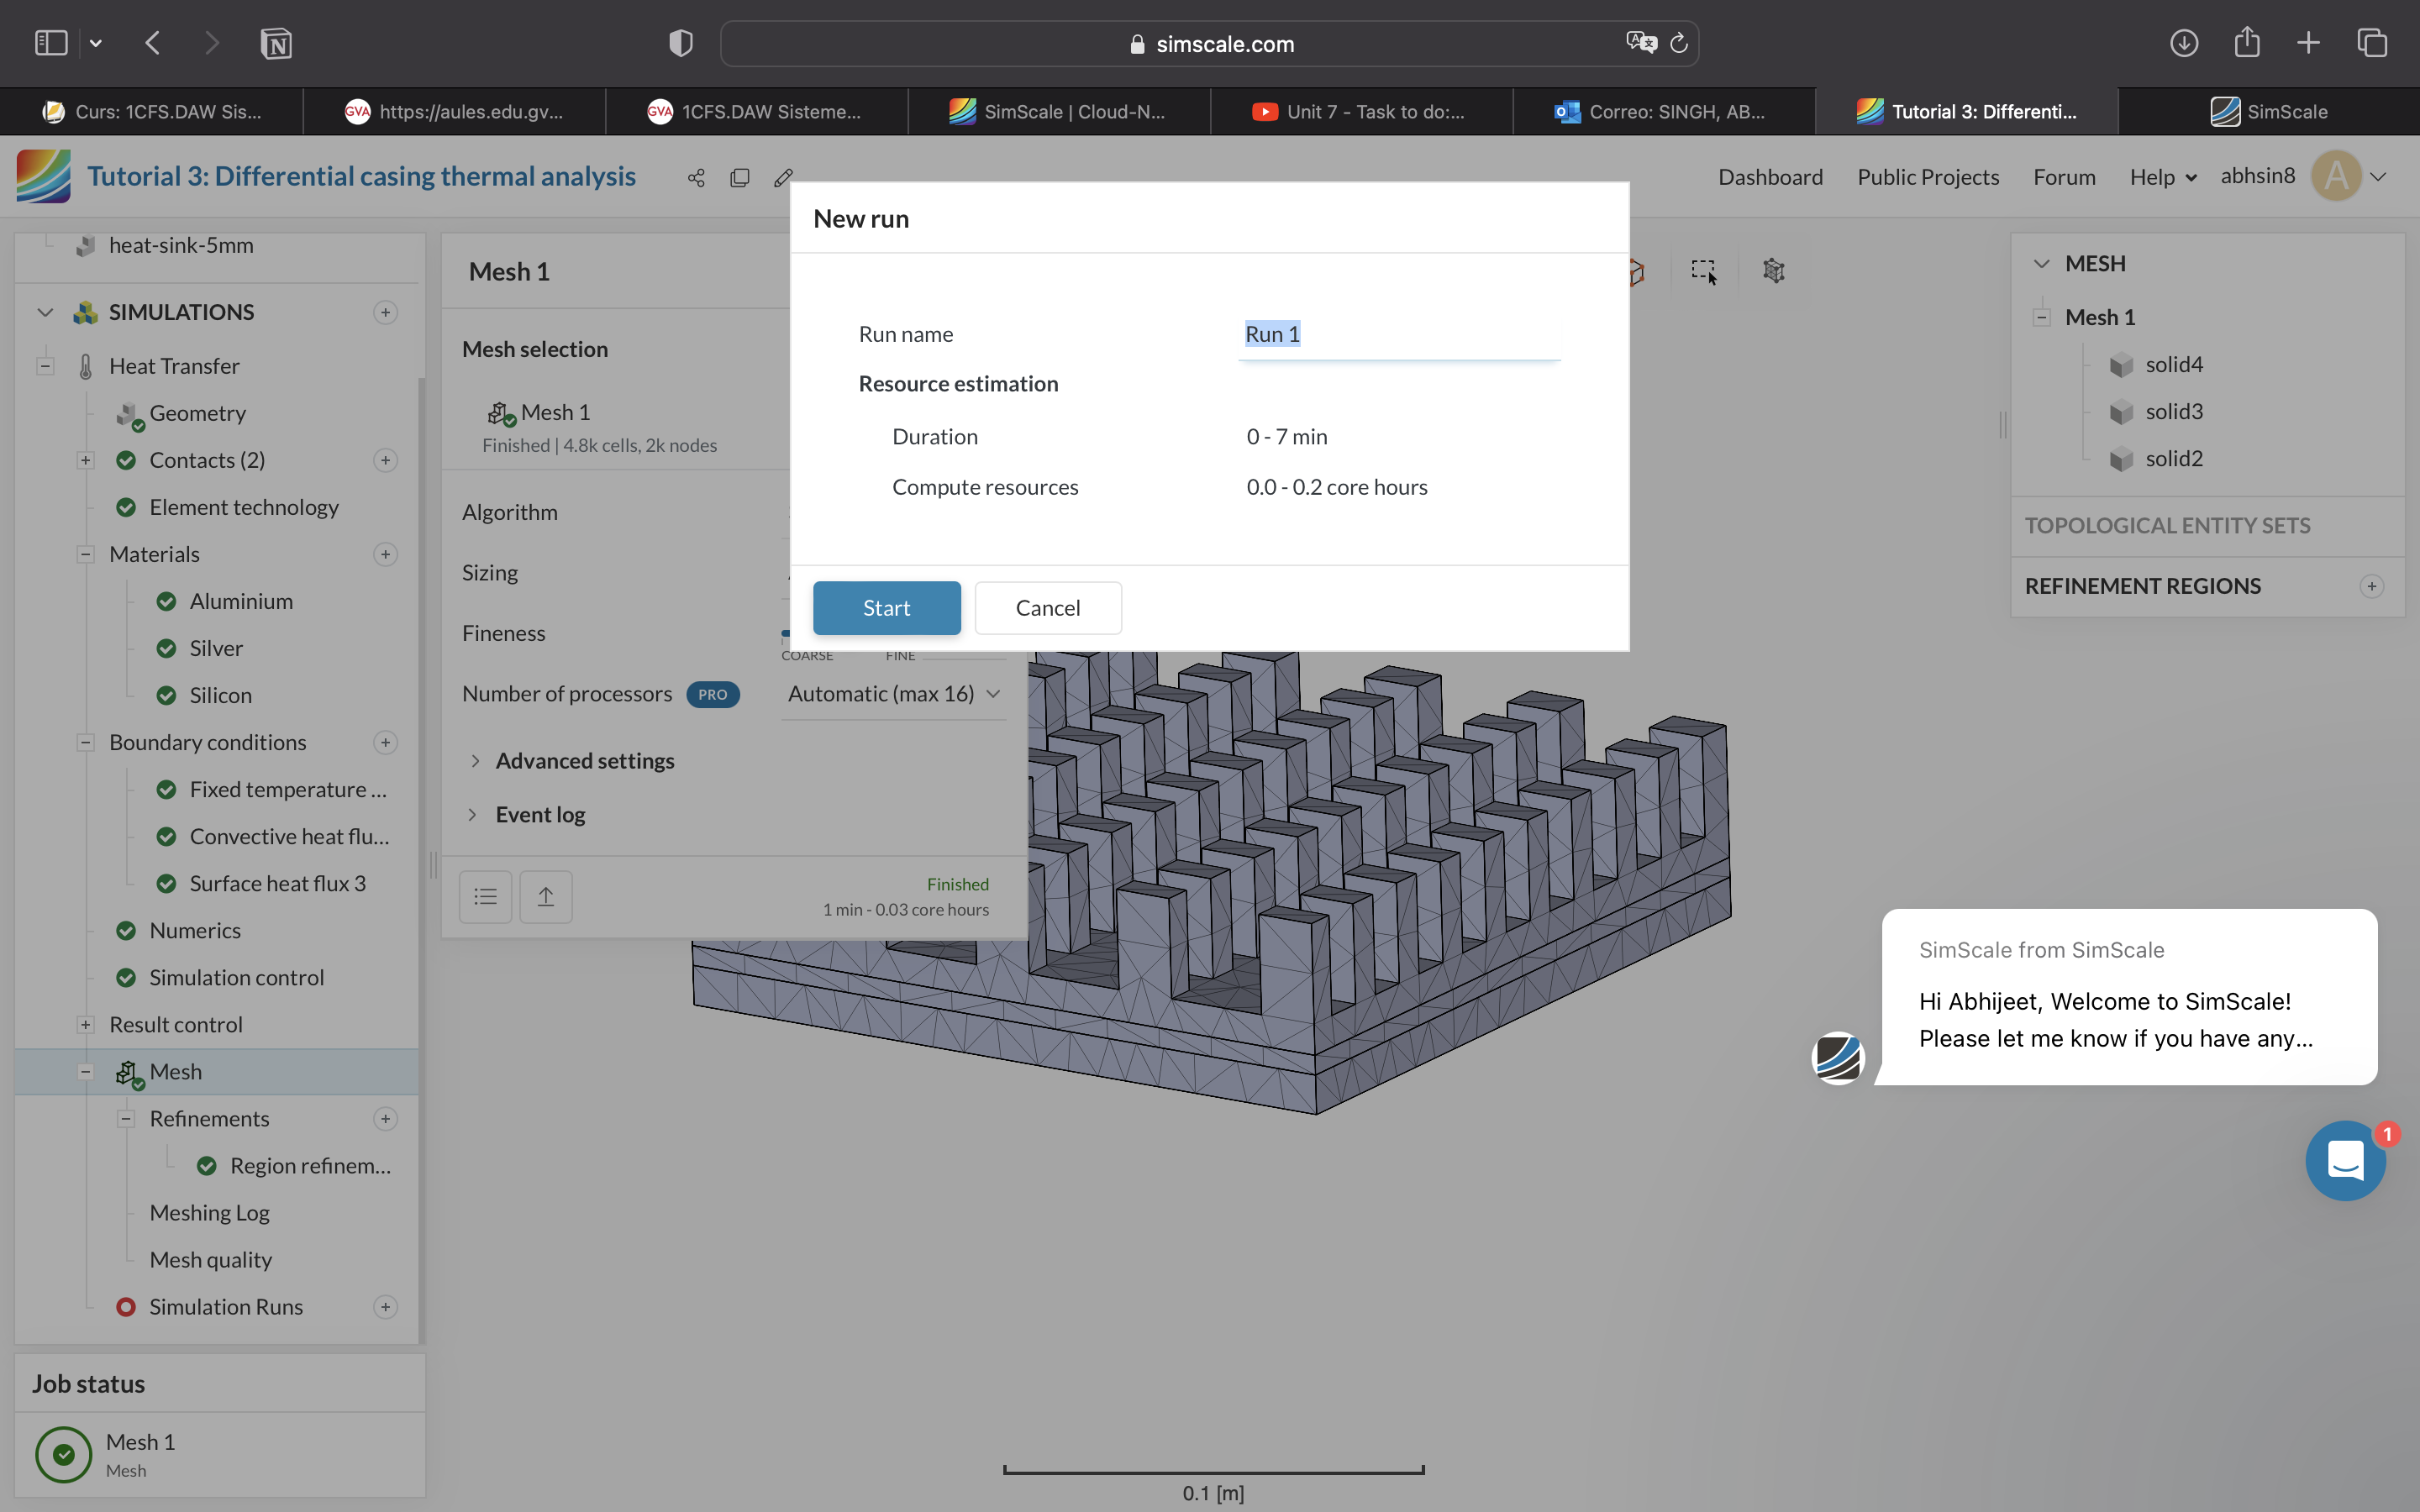 simscale.com
Curs: 1CFS.DAW Sis...
https://aules.edu.gv...
1CFS.DAW Sisteme...
SimScale | Cloud-N...
Unit 7 - Task to do:...
Correo: SINGH, AB...
Tutorial 3: Differenti...
SimScale
Tutorial 3: Differential casing thermal analysis
Dashboard
Public Projects
Forum
Help
abhsin8
A
heat-sink-5mm
SIMULATIONS
Heat Transfer
Geometry
Contacts (2)
Element technology
Materials
Aluminium
Silver
Silicon
Boundary conditions
Fixed temperature ...
Convective heat flu...
Surface heat flux 3
Numerics
Simulation control
Result control
Mesh
Refinements
Region refinem...
Meshing Log
Mesh quality
Simulation Runs
Job status
Mesh 1
Mesh
Mesh 1
Mesh selection
Mesh 1
Finished | 4.8k cells, 2k nodes
Algorithm
Sizing
Fineness
COARSE
FINE
Number of processors
PRO
Automatic (max 16)
Advanced settings
Event log
Finished
1 min - 0.03 core hours
New run
Run name
Run 1
Resource estimation
Duration
0 - 7 min
Compute resources
0.0 - 0.2 core hours
Start
Cancel
MESH
Mesh 1
solid4
solid3
solid2
TOPOLOGICAL ENTITY SETS
REFINEMENT REGIONS
SimScale from SimScale
Hi Abhijeet, Welcome to SimScale!
Please let me know if you have any...
1
0.1 [m]